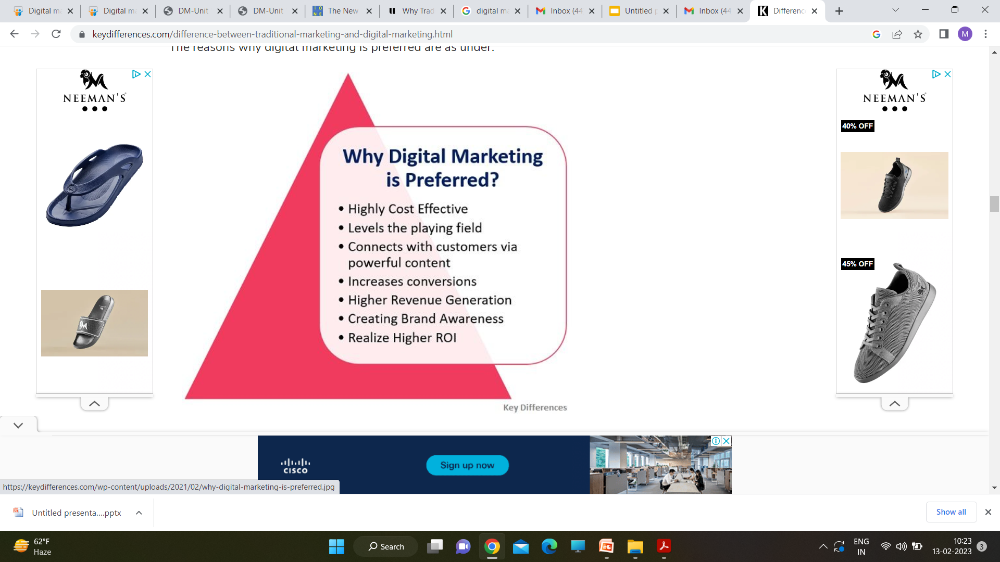 Digital ma
Digital ma
DM-Unit
DM-Unit
The New
Why Trad
digital ma
Inbox (44
Untitled p
Inbox (44
Differenc
keydifferences.com/difference-between-traditional-marketing-and-digital-marketing.html
M
The reasons why digital marketing is preferred are as under:
NEEMAN'S
NEEMAN'S
40% OFF
45% OFF
Why Digital Marketing
is Preferred?
• Highly Cost Effective
• Levels the playing field
• Connects with customers via
powerful content
• Increases conversions
• Higher Revenue Generation
• Creating Brand Awareness
• Realize Higher ROI
Key Differences
CISCO
Sign up now
https://keydifferences.com/wp-content/uploads/2021/02/why-digital-marketing-is-preferred.jpg
Untitled presenta....pptx
Show all
62°F
Haze
Search
ENG
IN
10:23
13-02-2023
3